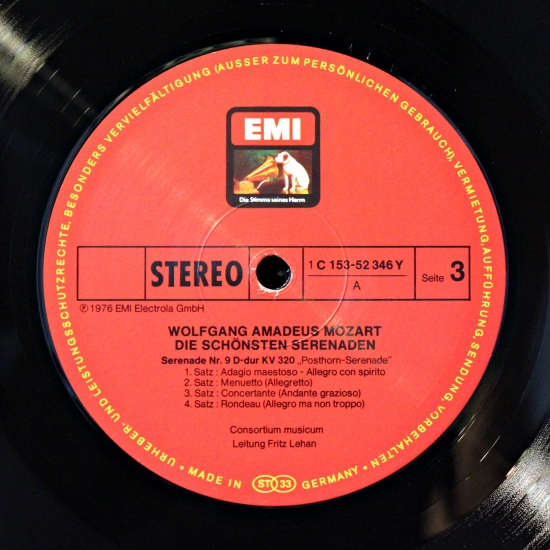 URHEBER- UND LEISTUNGSSCHUTZRECHTE, BESONDERS VERVIELFÄLTIGUNG (AUSSER ZUM PERSÖNLICHEN GEBRAUCH), VERMIETUNG, AUFFÜHRUNG, SENDUNG, VORBEHALTEN
EMI
Die Stimme seines Herrn
STEREO
1 C 153-52 346 Y
A
Seite 3
℗ 1976 EMI Electrola GmbH
WOLFGANG AMADEUS MOZART
DIE SCHÖNSTEN SERENADEN
Serenade Nr. 9 D-dur KV 320 „Posthorn-Serenade"
1. Satz : Adagio maestoso - Allegro con spirito
2. Satz : Menuetto (Allegretto)
3. Satz : Concertante (Andante grazioso)
4. Satz : Rondeau (Allegro ma non troppo)
Consortium musicum
Leitung Fritz Lehan
• MADE IN ST 33 GERMANY •